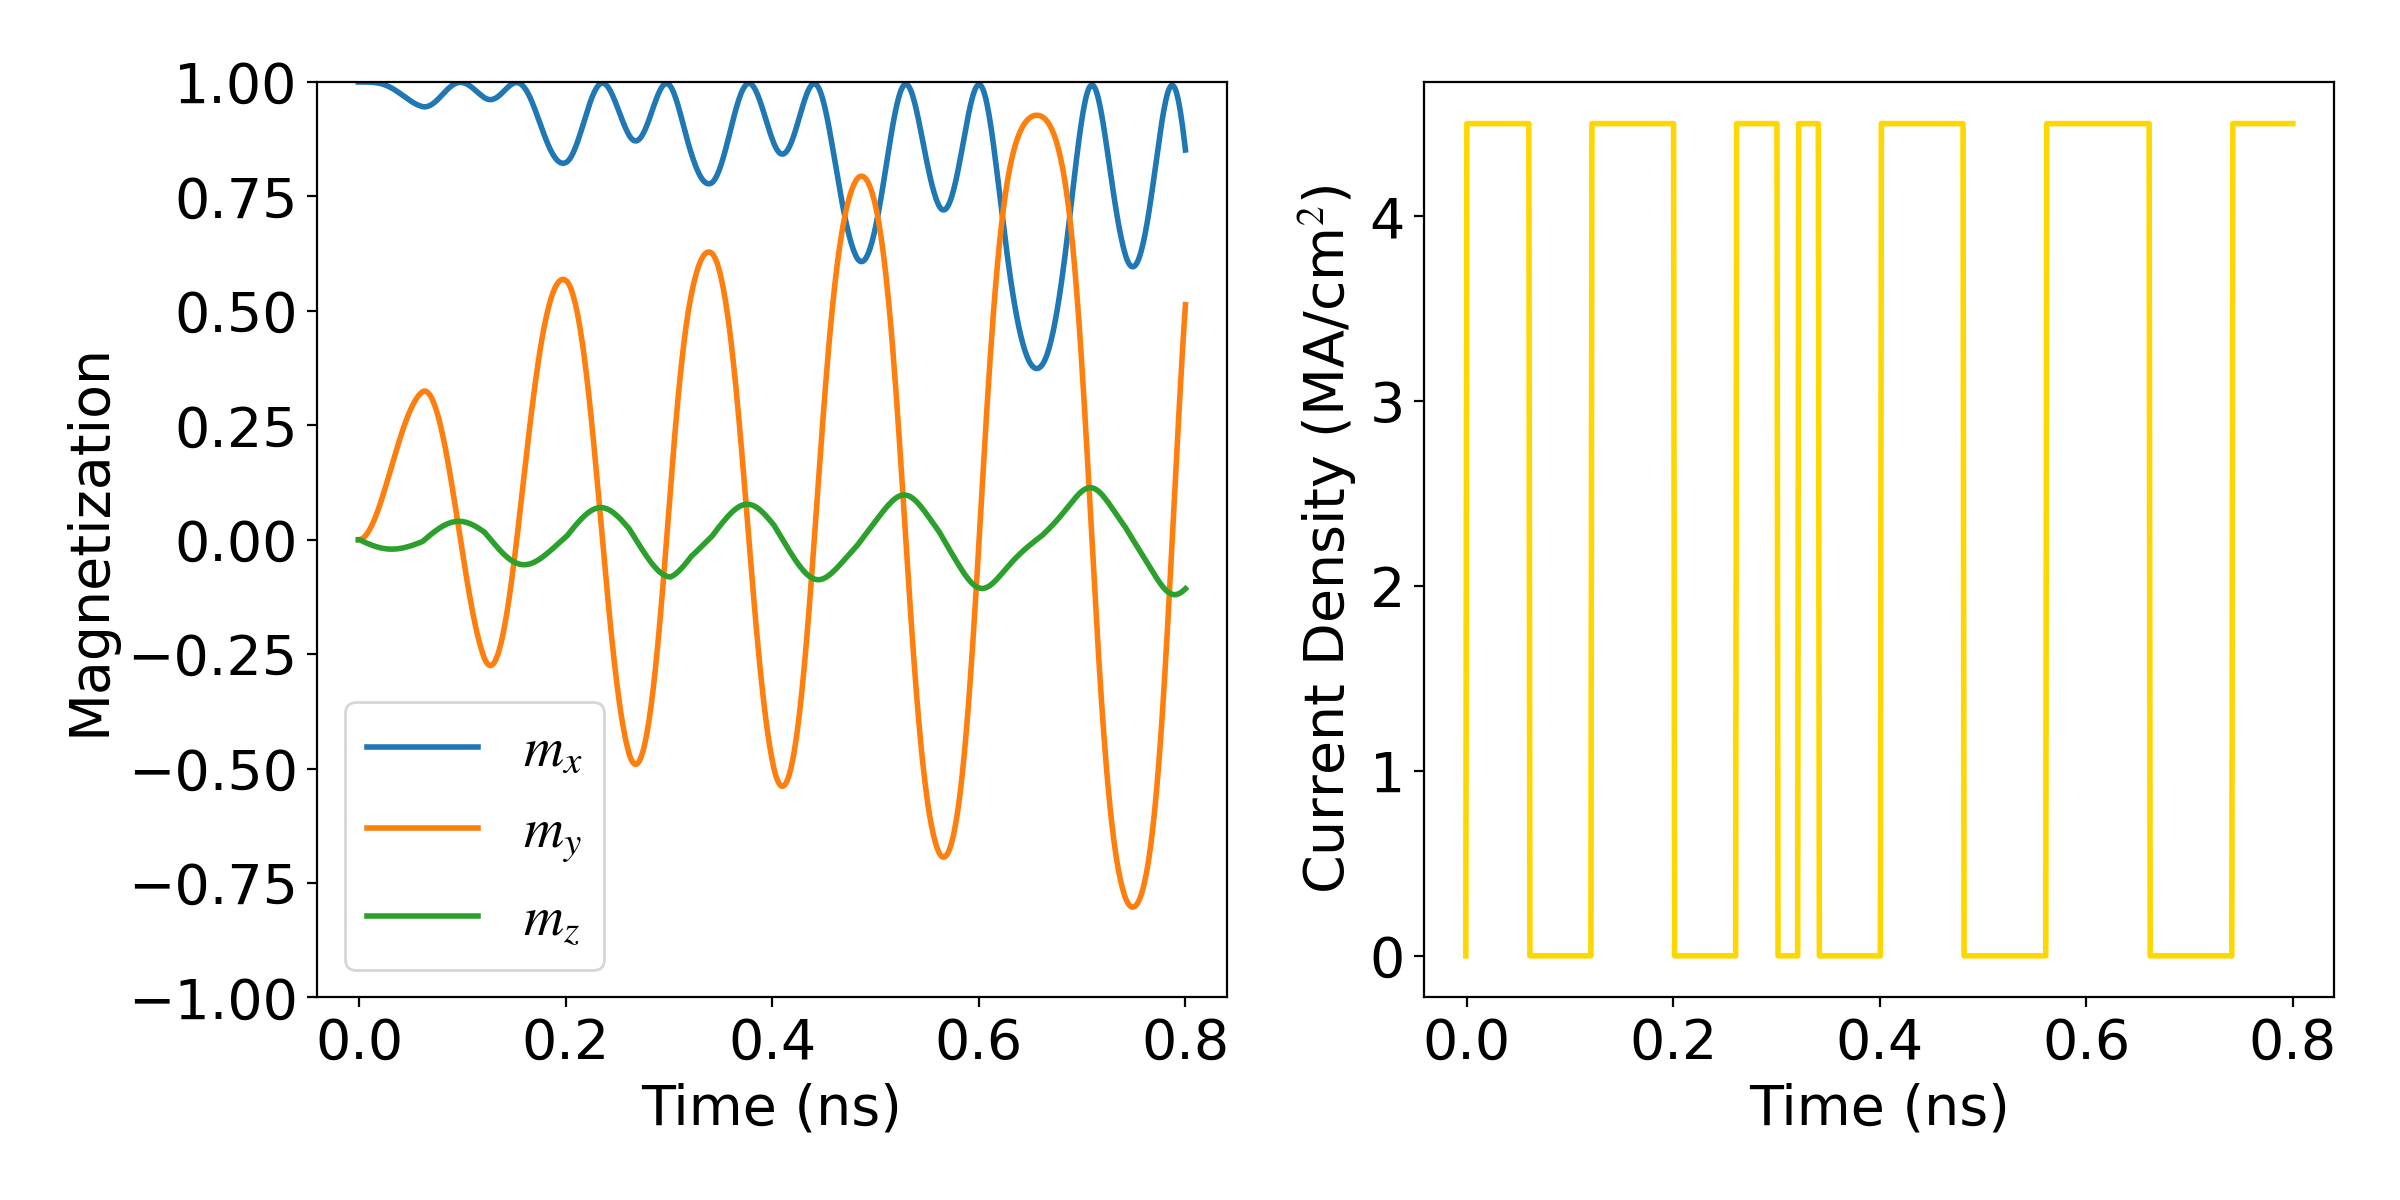 1.00
0.75
0.50
0.25
0.00
−0.25
−0.50
−0.75
−1.00
Magnetization
0.0 0.2 0.4 0.6 0.8
Time (ns)
mₓ
m_y
m_z
4
3
2
1
0
Current Density (MA/cm²)
0.0 0.2 0.4 0.6 0.8
Time (ns)